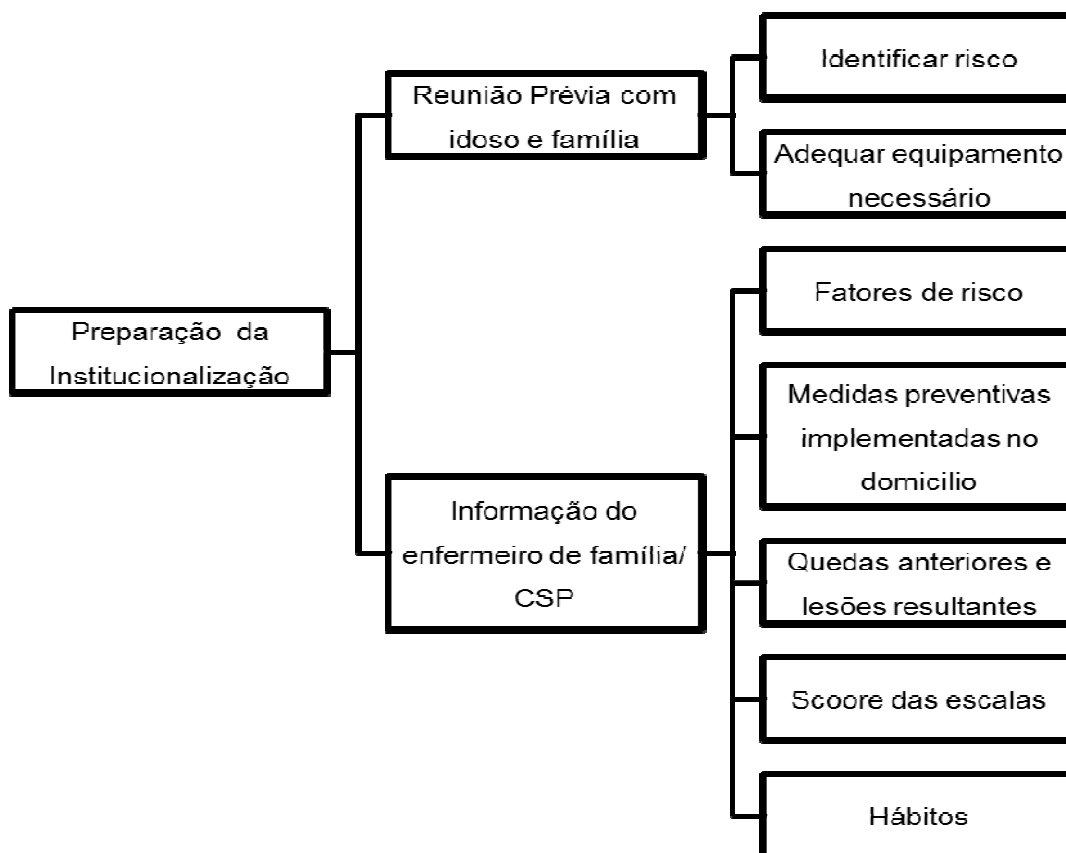 Preparação da
Institucionalização
Reunião Prévia com
idoso e família
Identificar risco
Adequar equipamento
necessário
Informação do
enfermeiro de família/
CSP
Fatores de risco
Medidas preventivas
implementadas no
domicilio
Quedas anteriores e
lesões resultantes
Scoore das escalas
Hábitos